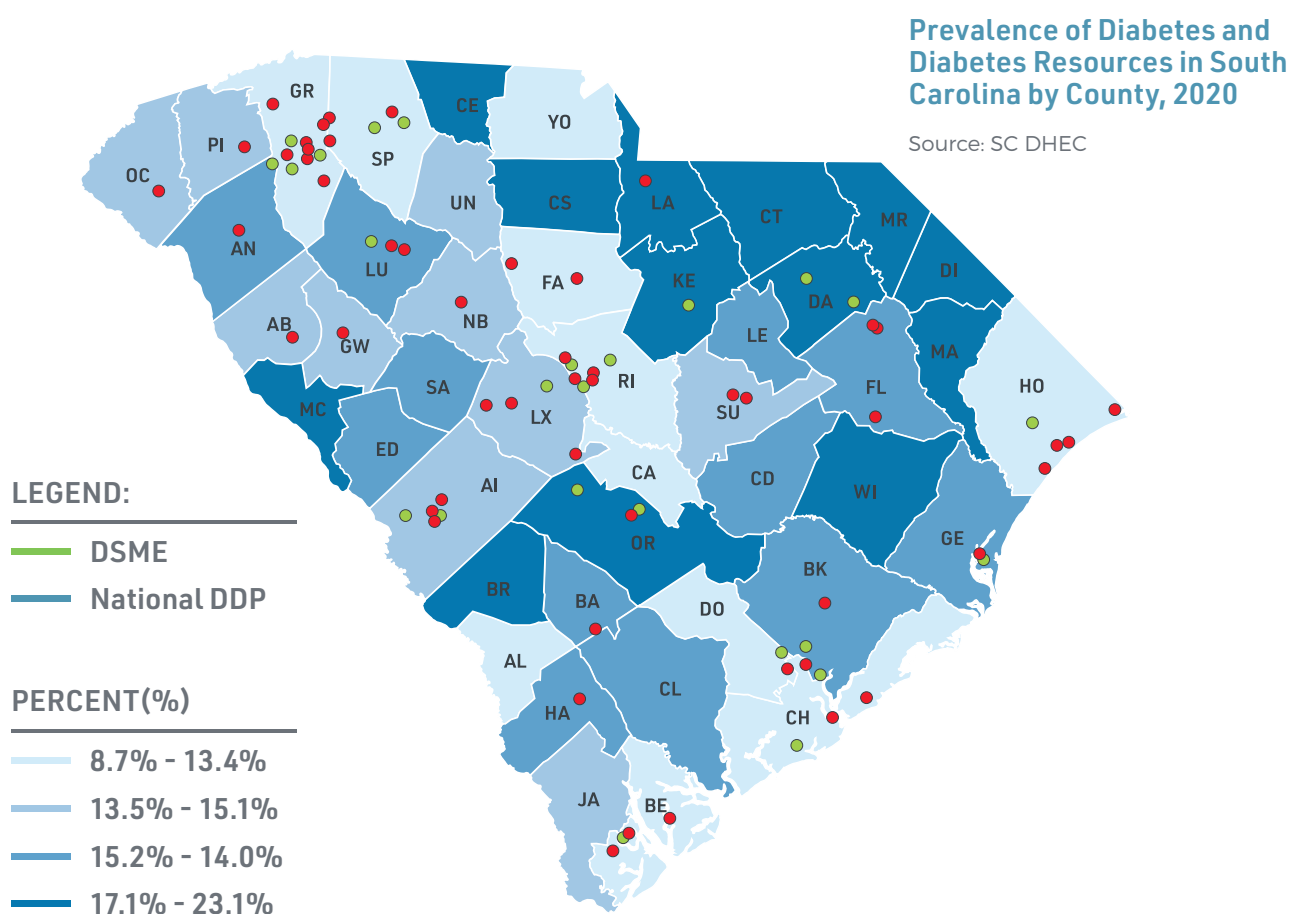 Prevalence of Diabetes and
Diabetes Resources in South
Carolina by County, 2020
Source: SC DHEC
GR
CE
YO
PI
SP
OC
UN
CS
LA
CT
MR
AN
LU
FA
KE
DI
DA
AB
GW
NB
LE
MA
SA
RI
HO
MC
LX
SU
FL
ED
CA
CD
AI
WI
OR
GE
BR
BA
BK
DO
AL
CL
HA
CH
JA
BE
LEGEND:
DSME
National DDP
PERCENT(%)
8.7% - 13.4%
13.5% - 15.1%
15.2% - 14.0%
17.1% - 23.1%